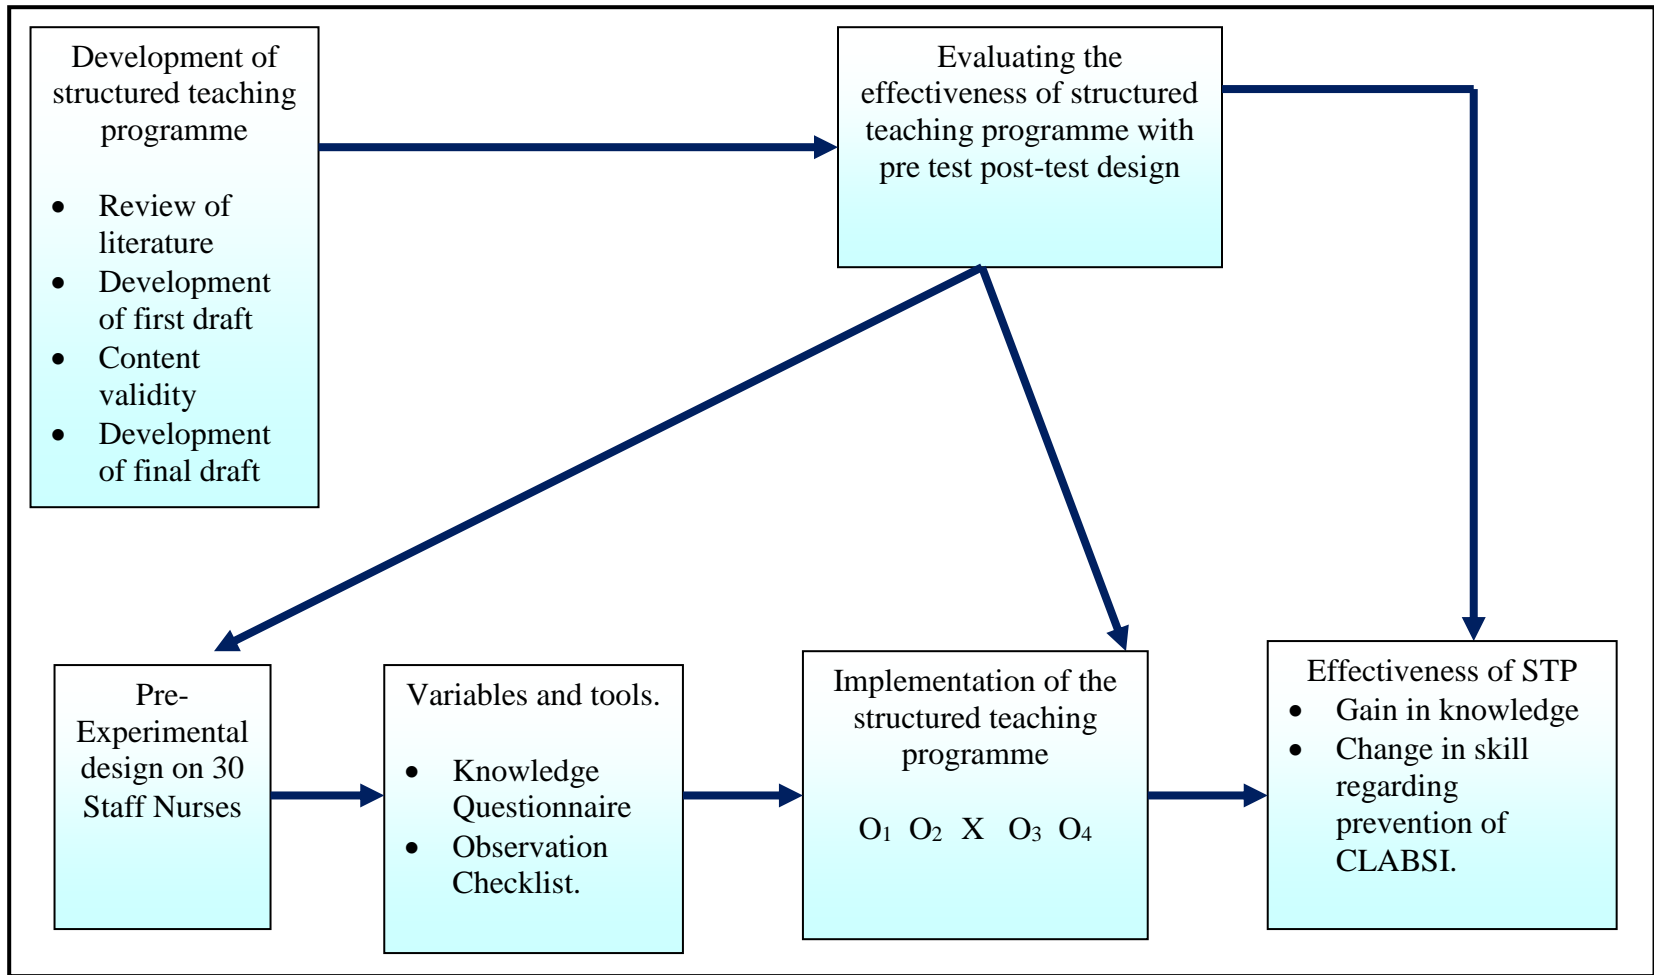 Development of
structured teaching
programme
• Review of
literature
• Development
of first draft
• Content
validity
• Development
of final draft
Evaluating the
effectiveness of structured
teaching programme with
pre test post-test design
Pre-
Experimental
design on 30
Staff Nurses
Variables and tools.
• Knowledge
Questionnaire
• Observation
Checklist.
Implementation of the
structured teaching
programme
O₁ O₂ X O₃ O₄
Effectiveness of STP
• Gain in knowledge
• Change in skill
regarding
prevention of
CLABSI.